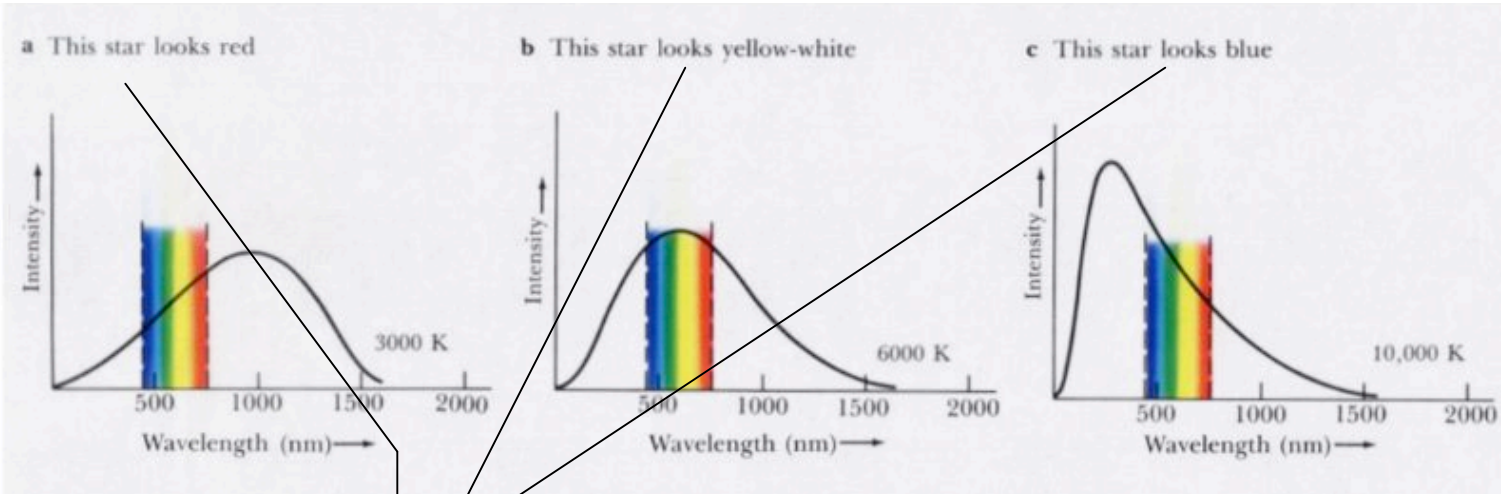 a This star looks red
Intensity
3000 K
500 1000 1500 2000
Wavelength (nm)
b This star looks yellow-white
Intensity
6000 K
500 1000 1500 2000
Wavelength (nm)
c This star looks blue
Intensity
10,000 K
500 1000 1500 2000
Wavelength (nm)